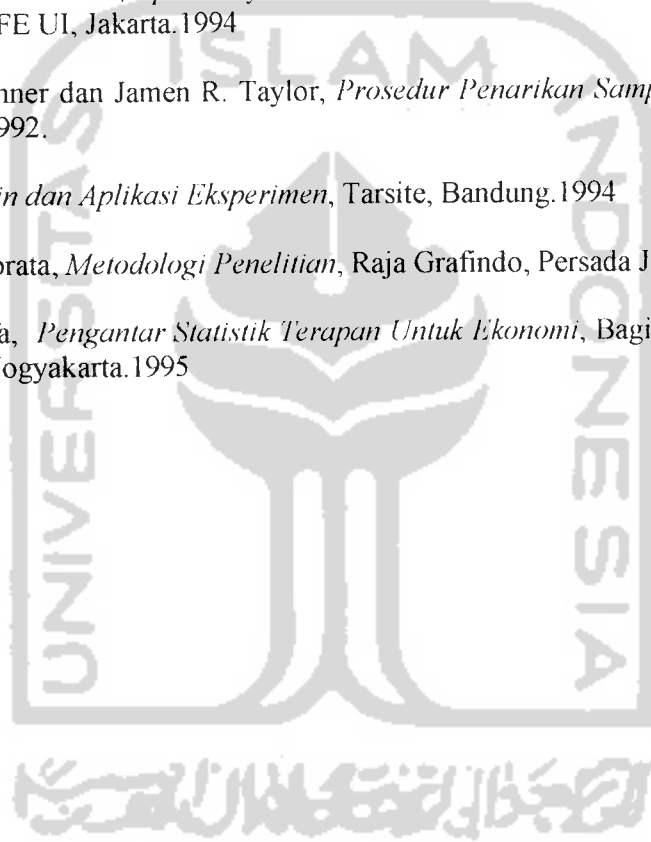 FE UI, Jakarta.1994
nner dan Jamen R. Taylor, Prosedur Penarikan Samp
992.
in dan Aplikasi Eksperimen, Tarsite, Bandung.1994
brata, Metodologi Penelitian, Raja Grafindo, Persada J
a, Pengantar Statistik Terapan Untuk Ekonomi, Bagi
Yogyakarta.1995
ISLAM
UNIVERSITAS
INDONESIA